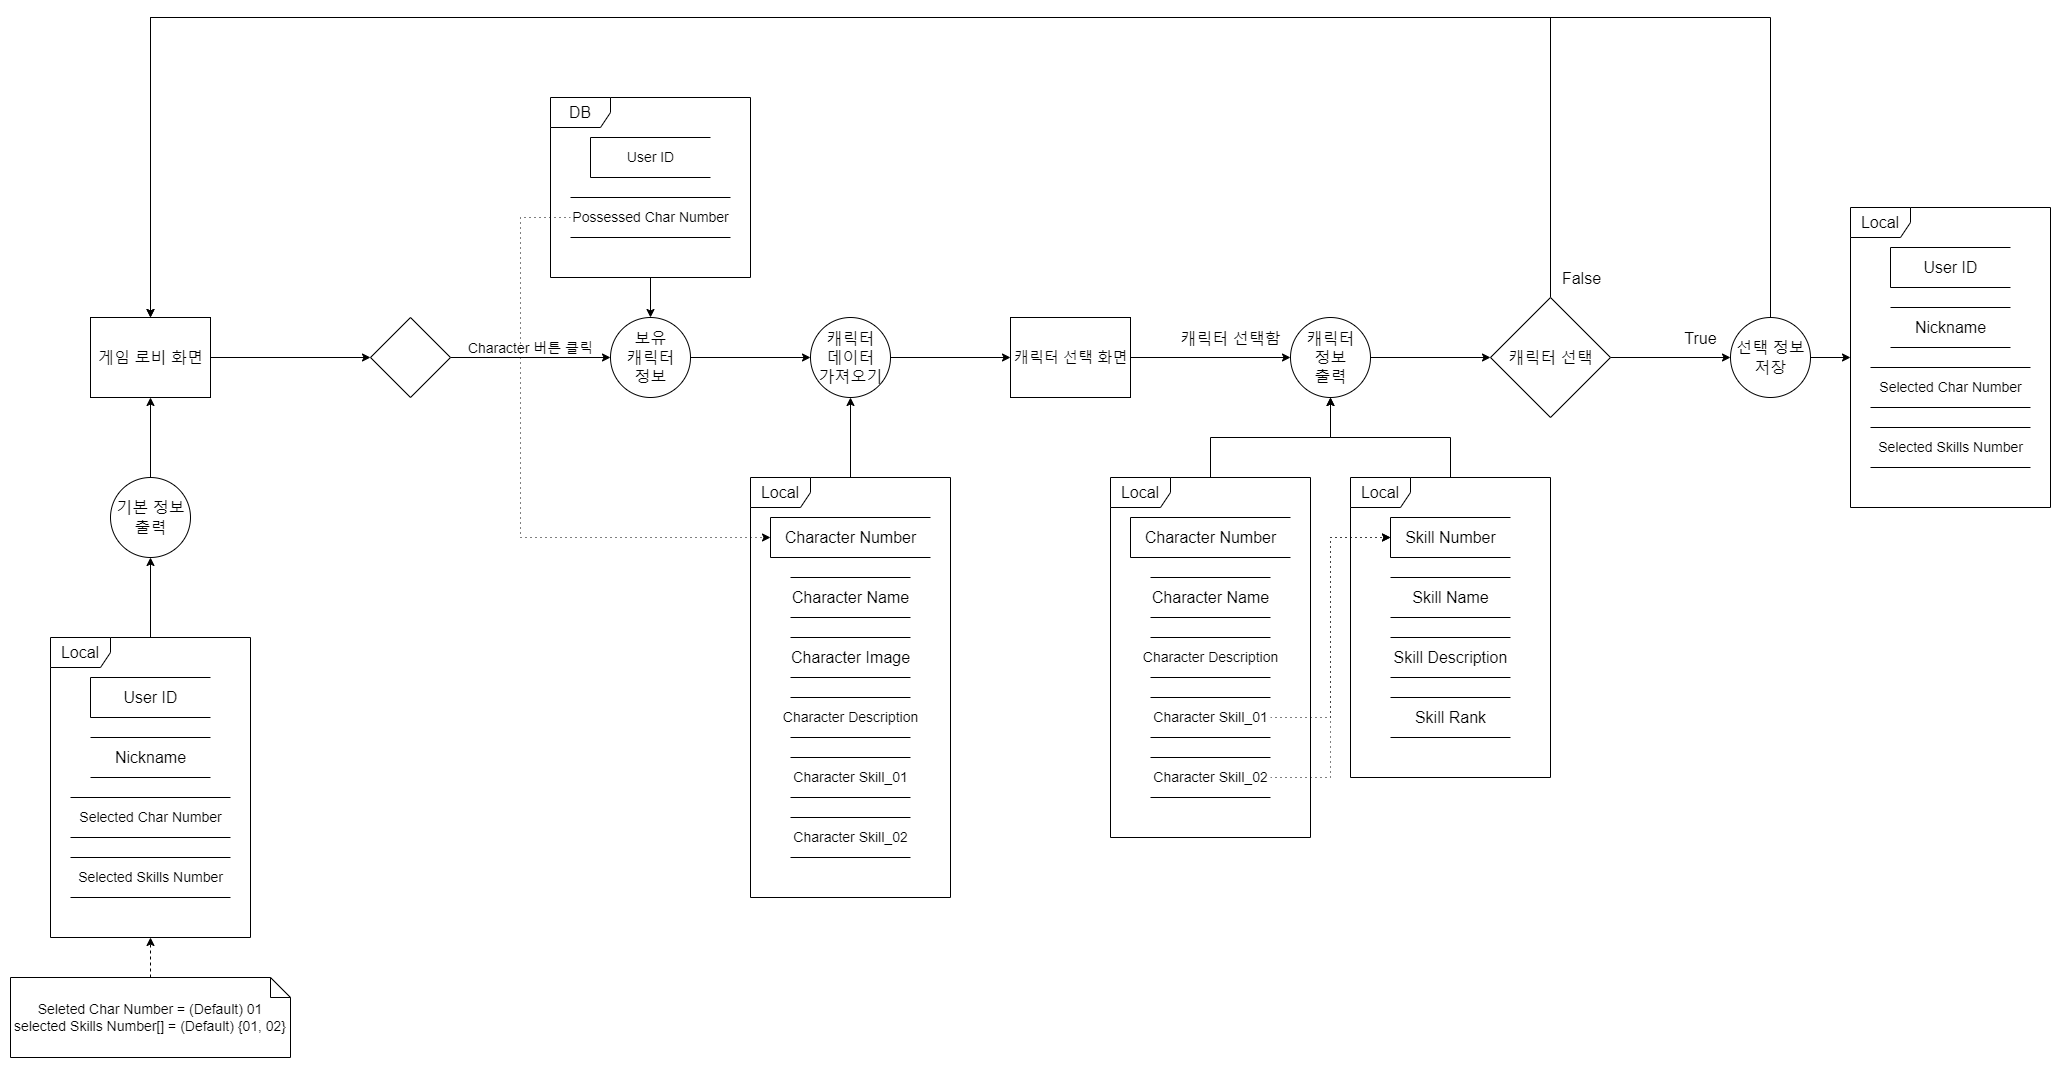 DB
User ID
Possessed Char Number
게임 로비 화면
Character 버튼 클릭
보유
캐릭터
정보
캐릭터
데이터
가져오기
캐릭터 선택 화면
캐릭터 선택함
캐릭터
정보
출력
캐릭터 선택
False
True
선택 정보
저장
Local
User ID
Nickname
Selected Char Number
Selected Skills Number
기본 정보
출력
Local
User ID
Nickname
Selected Char Number
Selected Skills Number
Seleted Char Number = (Default) 01
selected Skills Number[] = (Default) {01, 02}
Local
Character Number
Character Name
Character Image
Character Description
Character Skill_01
Character Skill_02
Local
Character Number
Character Name
Character Description
Character Skill_01
Character Skill_02
Local
Skill Number
Skill Name
Skill Description
Skill Rank